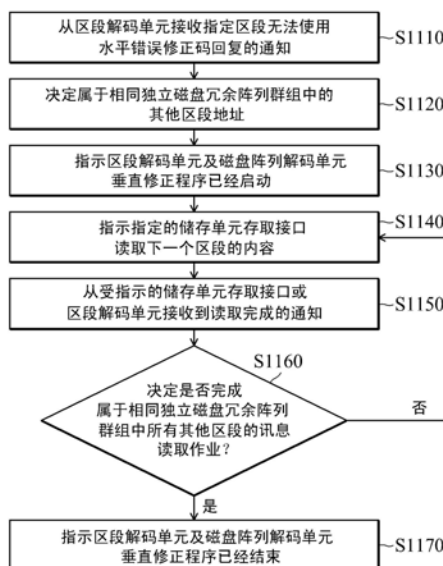 从区段解码单元接收指定区段无法使用
水平错误修正码回复的通知
S1110
决定属于相同独立磁盘冗余阵列群组中的
其他区段地址
S1120
指示区段解码单元及磁盘阵列解码单元
垂直修正程序已经启动
S1130
指示指定的储存单元存取接口
读取下一个区段的内容
S1140
从受指示的储存单元存取接口或
区段解码单元接收到读取完成的通知
S1150
S1160
决定是否完成
属于相同独立磁盘冗余阵列
群组中所有其他区段的讯息
读取作业?
否
是
指示区段解码单元及磁盘阵列解码单元
垂直修正程序已经结束
S1170